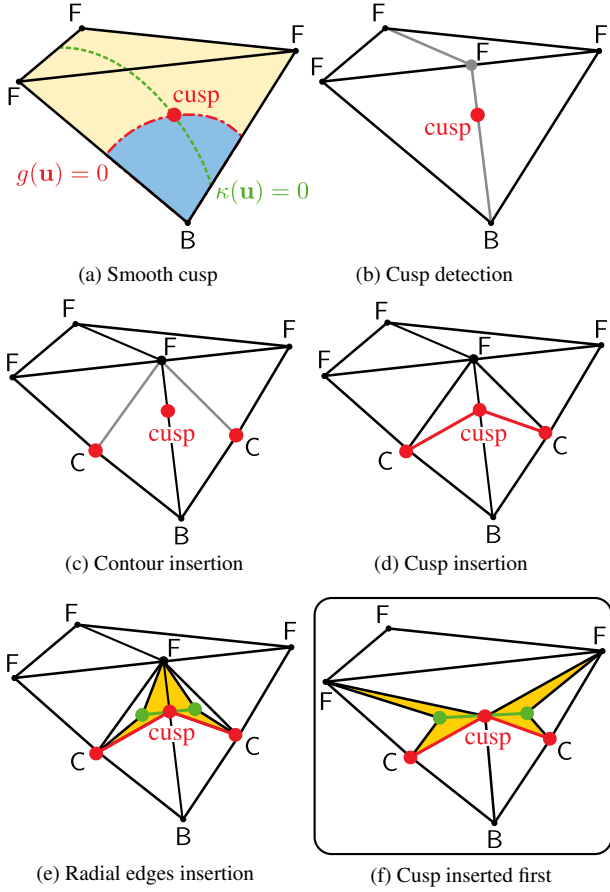 F
F
F
cusp
g(u) = 0
κ(u) = 0
B
(a) Smooth cusp
F
F
F
F
cusp
B
(b) Cusp detection
F
F
F
F
cusp
C
C
B
(c) Contour insertion
F
F
F
F
cusp
C
C
B
(d) Cusp insertion
F
F
F
F
cusp
C
C
B
(e) Radial edges insertion
F
F
F
cusp
C
C
B
(f) Cusp inserted first